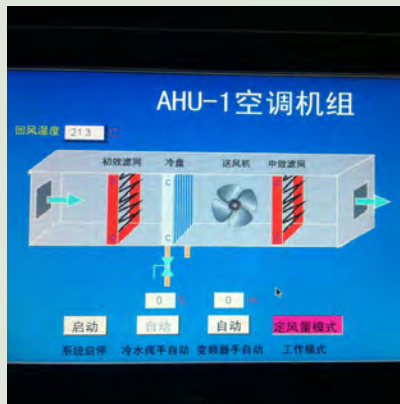 AHU-1空调机组
回风温度 21.3
初效滤网 冷盘 送风机 中效滤网
C C
0 0
启动 自动 自动 定风量模式
系统启停 冷水阀手自动 变频器手自动 工作模式